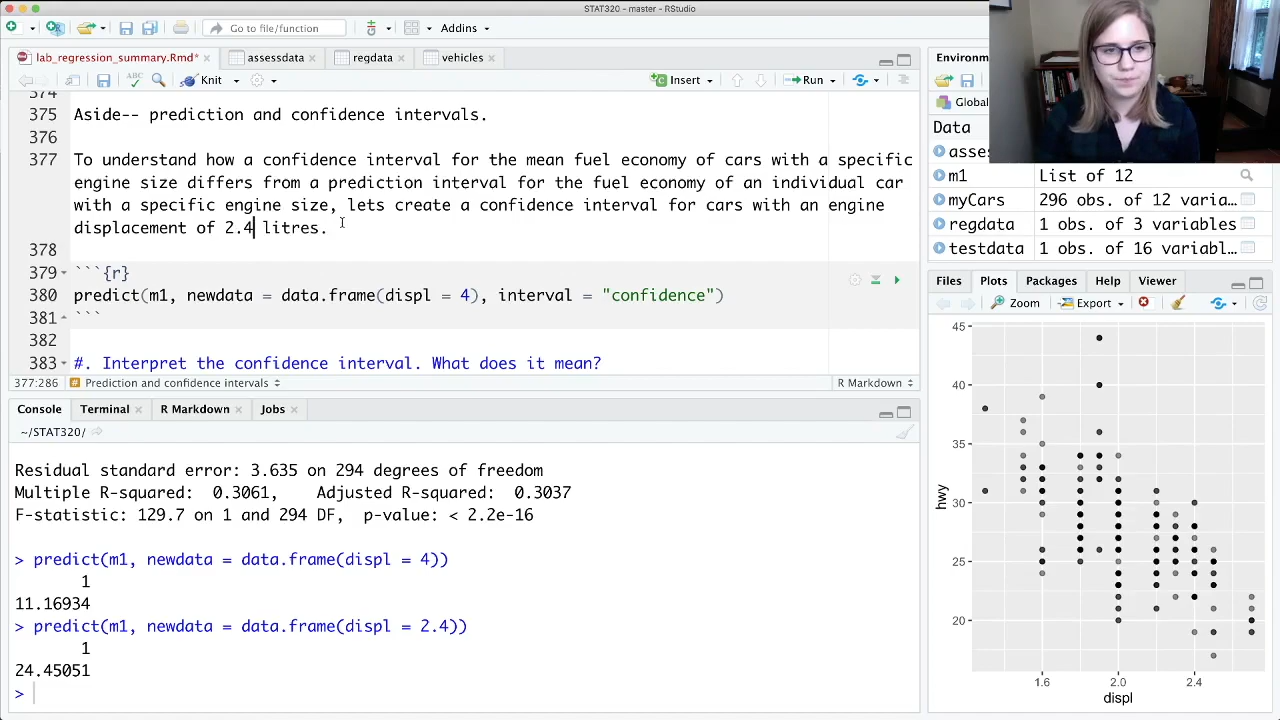 STAT320 - master - RStudio
Go to file/function
Addins
lab_regression_summary.Rmd*
assessdata
regdata
vehicles
ABC
Knit
Insert
Run
374
375 Aside-- prediction and confidence intervals.
376
377 To understand how a confidence interval for the mean fuel economy of cars with a specific
engine size differs from a prediction interval for the fuel economy of an individual car
with a specific engine size, lets create a confidence interval for cars with an engine
displacement of 2.4 litres.
378
379 ```{r}
380 predict(m1, newdata = data.frame(displ = 4), interval = "confidence")
381 ```
382
383 #. Interpret the confidence interval. What does it mean?
377:286
Prediction and confidence intervals
R Markdown
Console
Terminal
R Markdown
Jobs
~/STAT320/
Residual standard error: 3.635 on 294 degrees of freedom
Multiple R-squared: 0.3061, Adjusted R-squared: 0.3037
F-statistic: 129.7 on 1 and 294 DF, p-value: < 2.2e-16
> predict(m1, newdata = data.frame(displ = 4))
1
11.16934
> predict(m1, newdata = data.frame(displ = 2.4))
1
24.45051
>
Environ
Global
Data
asses
m1 List of 12
myCars 296 obs. of 12 varia…
regdata 1 obs. of 3 variabl…
testdata 1 obs. of 16 variabl…
Files
Plots
Packages
Help
Viewer
Zoom
Export
45
40
35
30
25
20
hwy
1.6
2.0
2.4
displ